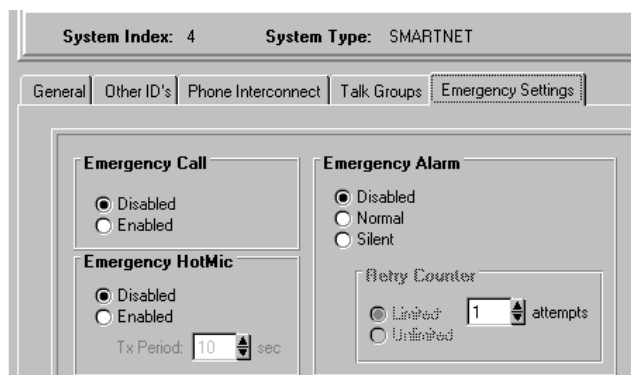 System Index: 4 System Type: SMARTNET
General Other ID's Phone Interconnect Talk Groups Emergency Settings
Emergency Call
Disabled
Enabled
Emergency HotMic
Disabled
Enabled
Tx Period: 10 sec
Emergency Alarm
Disabled
Normal
Silent
Retry Counter
Limited 1 attempts
Unlimited